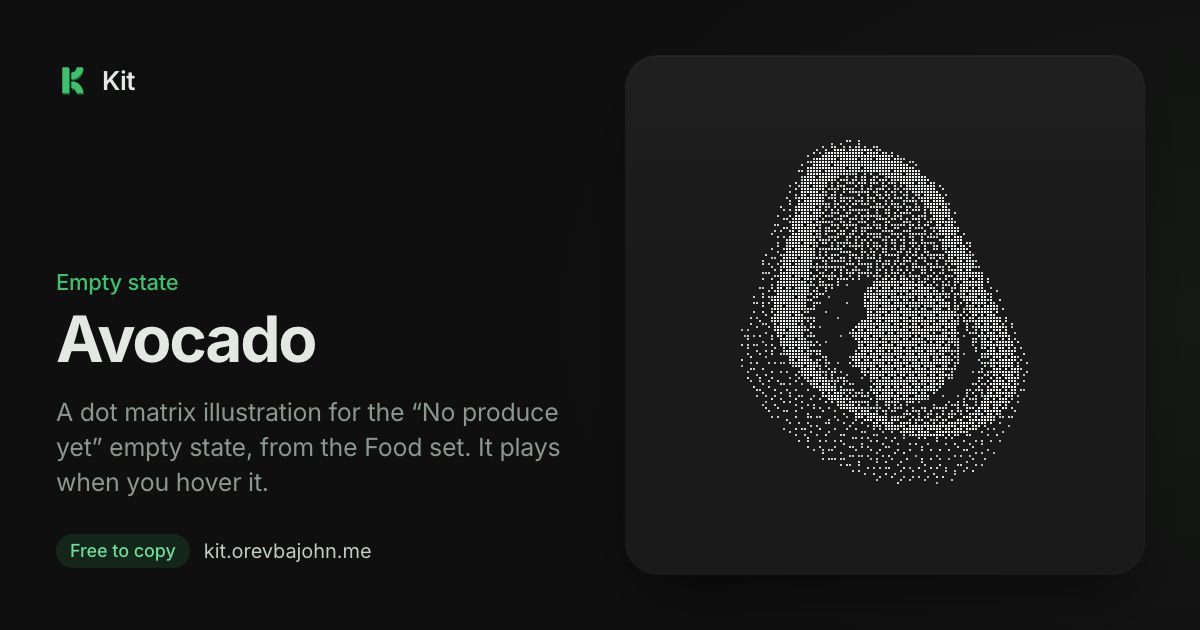 Kit
Empty state
Avocado
A dot matrix illustration for the “No produce
yet” empty state, from the Food set. It plays
when you hover it.
Free to copy
kit.orevbajohn.me